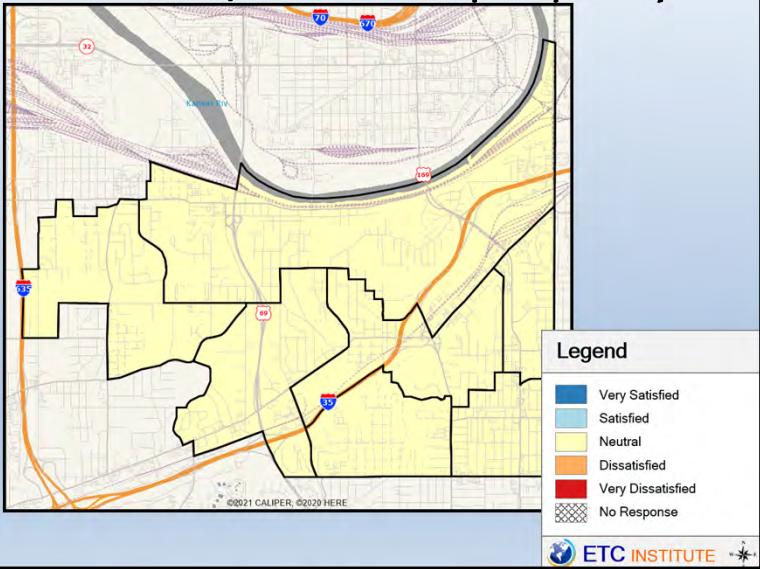 70
670
32
Kansas Riv
169
635
69
35
©2021 CALIPER; ©2020 HERE
Legend
Very Satisfied
Satisfied
Neutral
Dissatisfied
Very Dissatisfied
No Response
ETC INSTITUTE